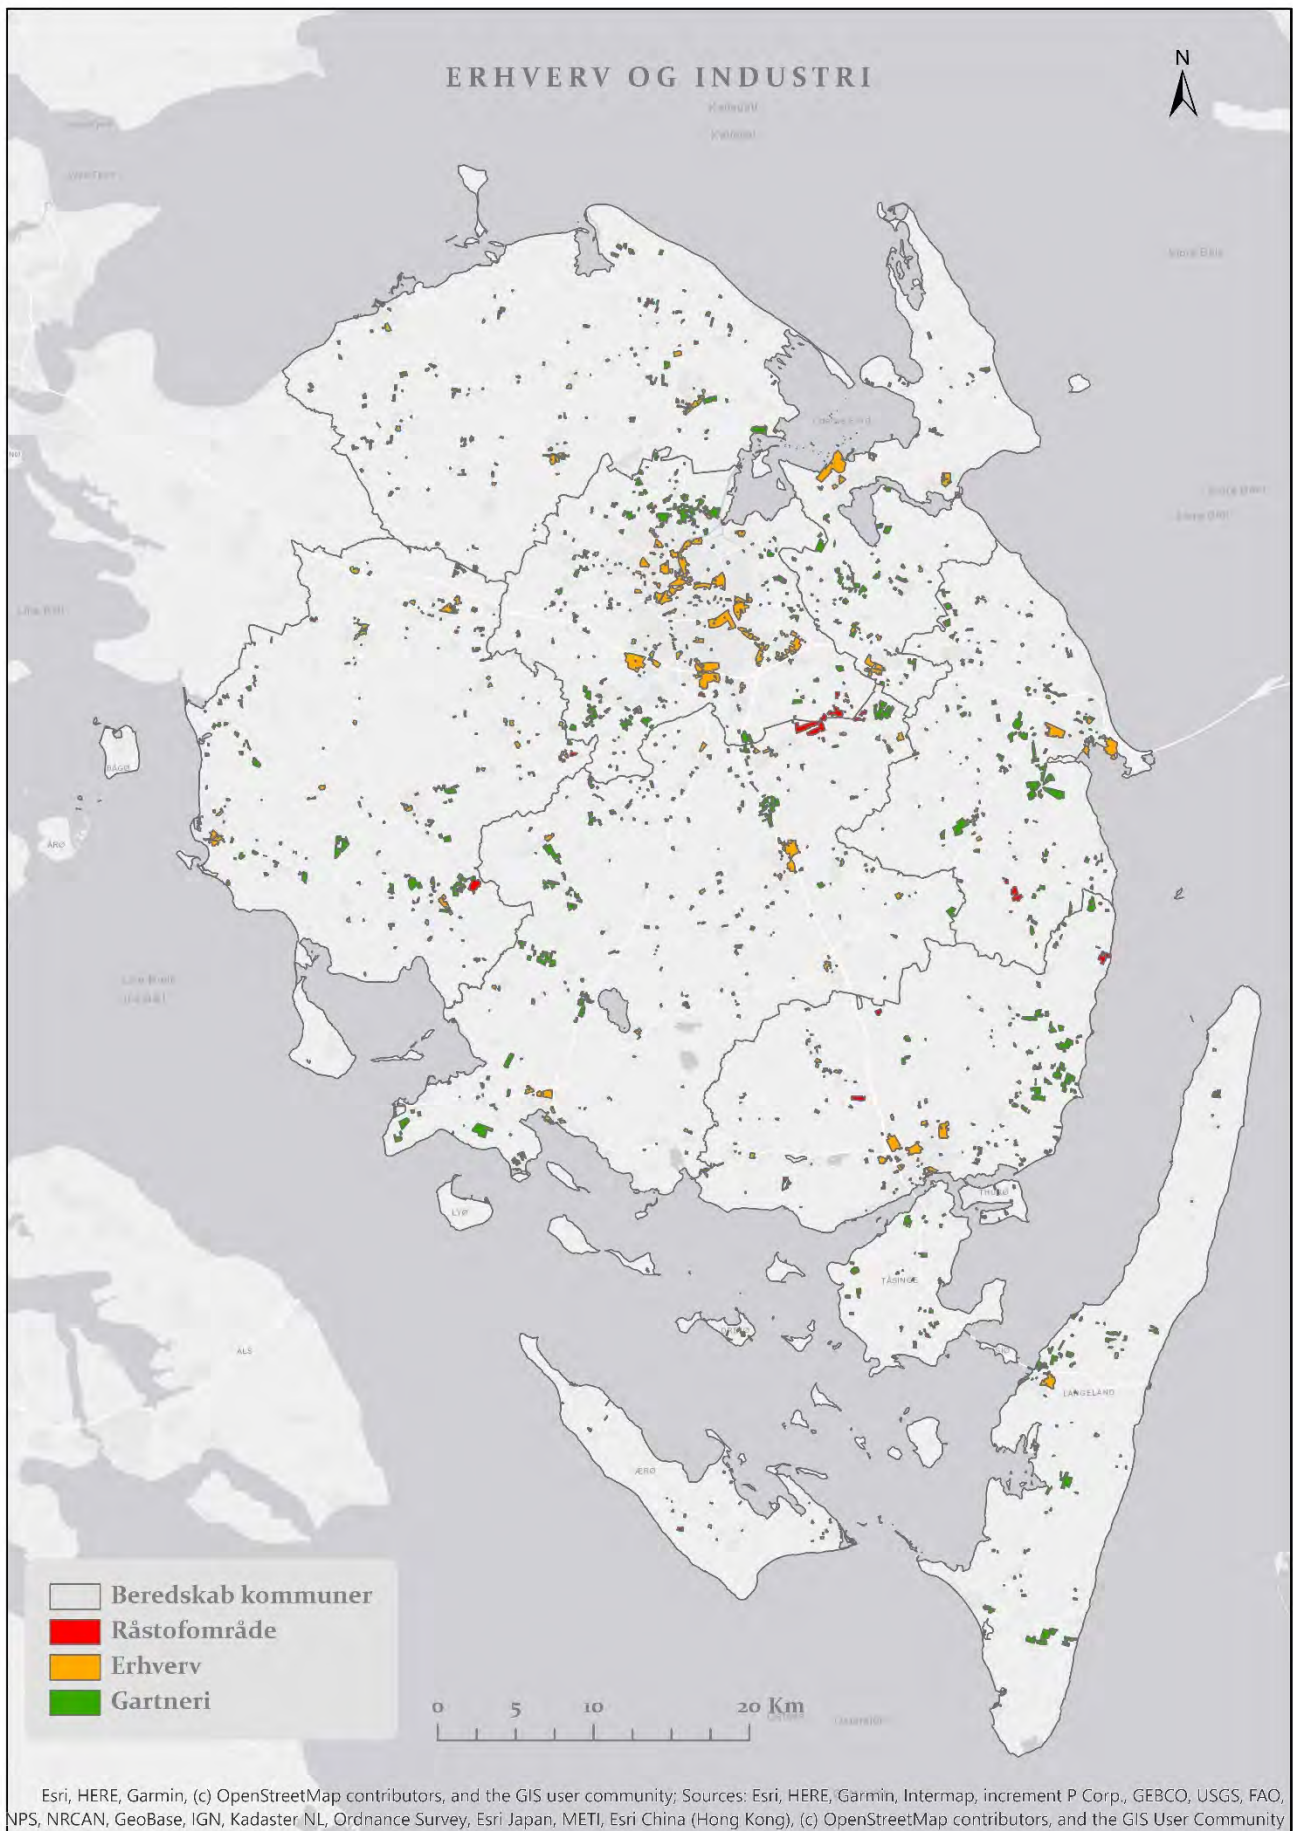 ERHVERV OG INDUSTRI
N
BÅGØ
ÅRØ
LYØ
THURØ
TÅSINGE
ALS
LANGELAND
ÆRØ
Beredskab kommuner
Råstofområde
Erhverv
Gartneri
0 5 10 20 Km
Esri, HERE, Garmin, (c) OpenStreetMap contributors, and the GIS user community; Sources: Esri, HERE, Garmin, Intermap, increment P Corp., GEBCO, USGS, FAO,
NPS, NRCAN, GeoBase, IGN, Kadaster NL, Ordnance Survey, Esri Japan, METI, Esri China (Hong Kong), (c) OpenStreetMap contributors, and the GIS User Community